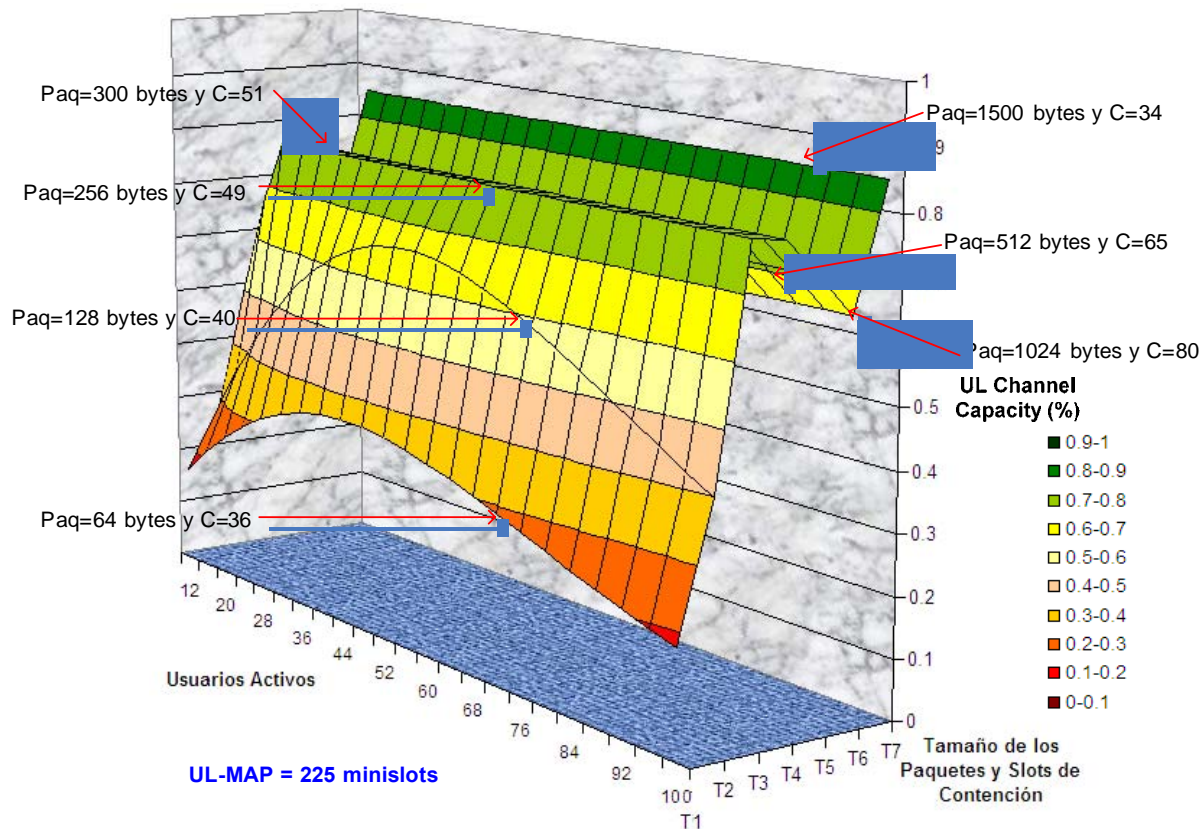 Paq=300 bytes y C=51
Paq=1500 bytes y C=34
Paq=256 bytes y C=49
Paq=512 bytes y C=65
Paq=128 bytes y C=40
Paq=1024 bytes y C=80
Paq=64 bytes y C=36
1
0.8
0.5
0.4
0.3
0.2
0.1
0
UL Channel
Capacity (%)
0.9-1
0.8-0.9
0.7-0.8
0.6-0.7
0.5-0.6
0.4-0.5
0.3-0.4
0.2-0.3
0.1-0.2
0-0.1
12
20
28
36
44
52
60
68
76
84
92
100
Usuarios Activos
T1
T2
T3
T4
T5
T6
T7
Tamaño de los
Paquetes y Slots de
Contención
UL-MAP = 225 minislots